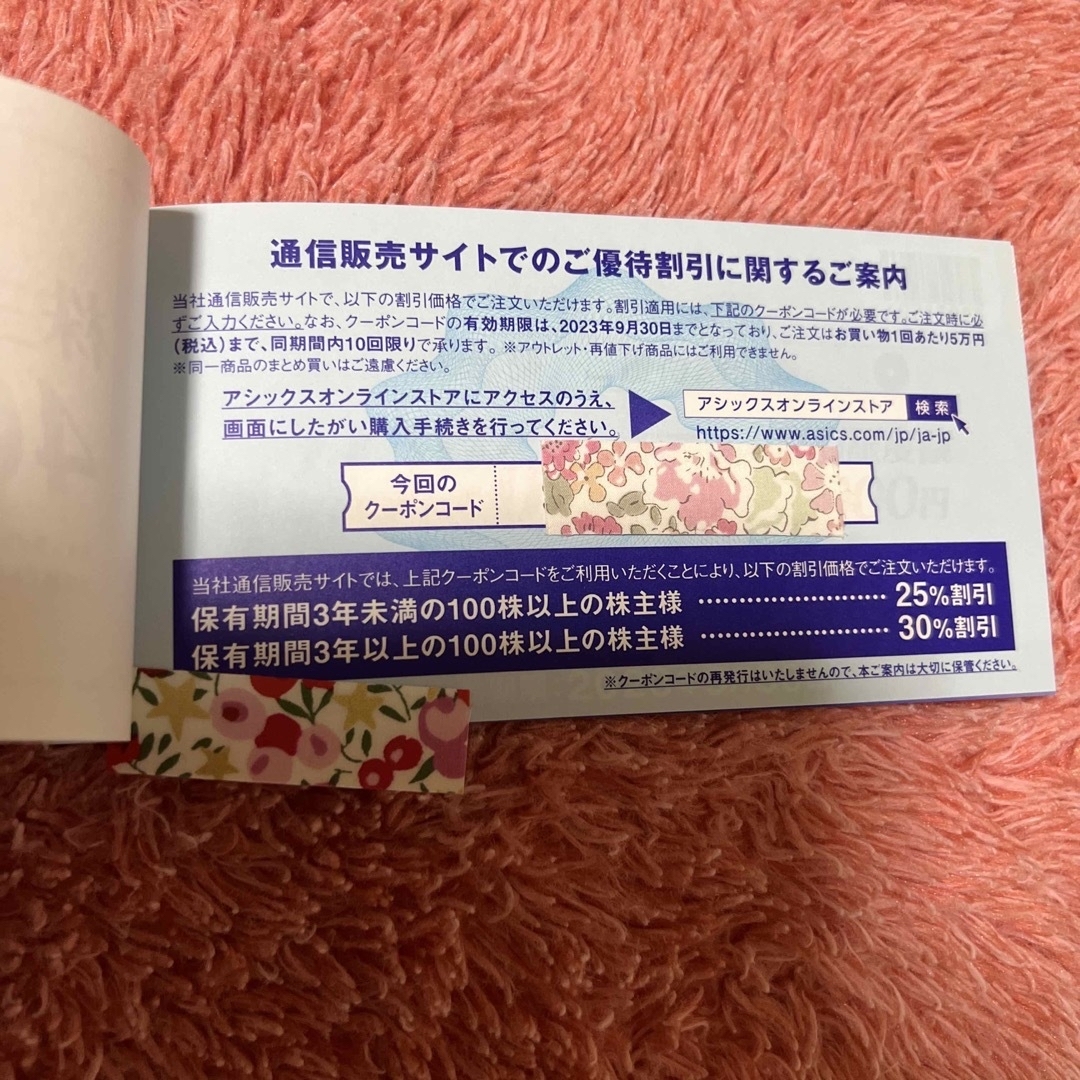 通信販売サイトでのご優待割引に関するご案内
当社通信販売サイトで、以下の割引価格でご注文いただけます。割引適用には、下記のクーポンコードが必要です。ご注文時に必
ずご入力ください。なお、クーポンコードの有効期限は、2023年9月30日までとなっており、ご注文はお買い物1回あたり5万円
(税込)まで、同期間内10回限りで承ります。 ※アウトレット・再値下げ商品にはご利用できません。
※同一商品のまとめ買いはご遠慮ください。
アシックスオンラインストアにアクセスのうえ、
画面にしたがい購入手続きを行ってください。
アシックスオンラインストア 検索
https://www.asics.com/jp/ja-jp
今回の
クーポンコード
当社通信販売サイトでは、上記クーポンコードをご利用いただくことにより、以下の割引価格でご注文いただけます。
保有期間3年未満の100株以上の株主様 ……………………… 25%割引
保有期間3年以上の100株以上の株主様 ……………………… 30%割引
※クーポンコードの再発行はいたしませんので、本ご案内は大切に保管ください。